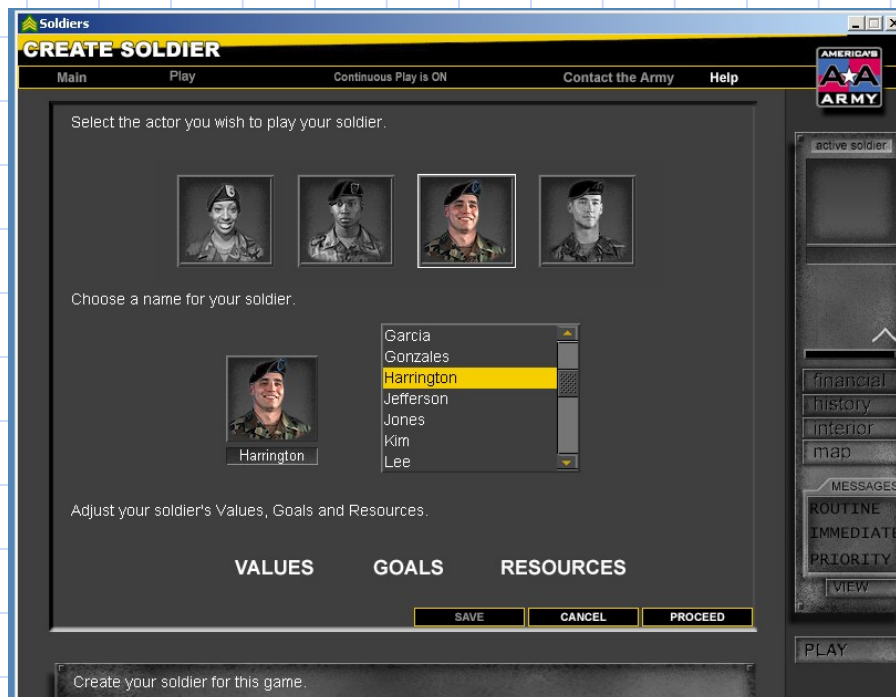 Soldiers
CREATE SOLDIER
Main Play Continuous Play is ON Contact the Army Help
AMERICA'S
AA
ARMY
Select the actor you wish to play your soldier.
active soldier
Choose a name for your soldier.
Garcia
Gonzales
Harrington
Jefferson
Jones
Kim
Lee
Harrington
financial
history
interior
map
MESSAGES
ROUTINE
IMMEDIATE
PRIORITY
VIEW
Adjust your soldier's Values, Goals and Resources.
VALUES GOALS RESOURCES
SAVE CANCEL PROCEED
PLAY
Create your soldier for this game.